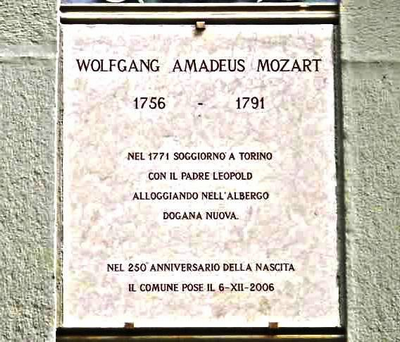 WOLFGANG AMADEUS MOZART
1756 - 1791
NEL 1771 SOGGIORNO A TORINO
CON IL PADRE LEOPOLD
ALLOGGIANDO NELL'ALBERGO
DOGANA NUOVA.
NEL 250° ANNIVERSARIO DELLA NASCITA
IL COMUNE POSE IL 6-XII-2006